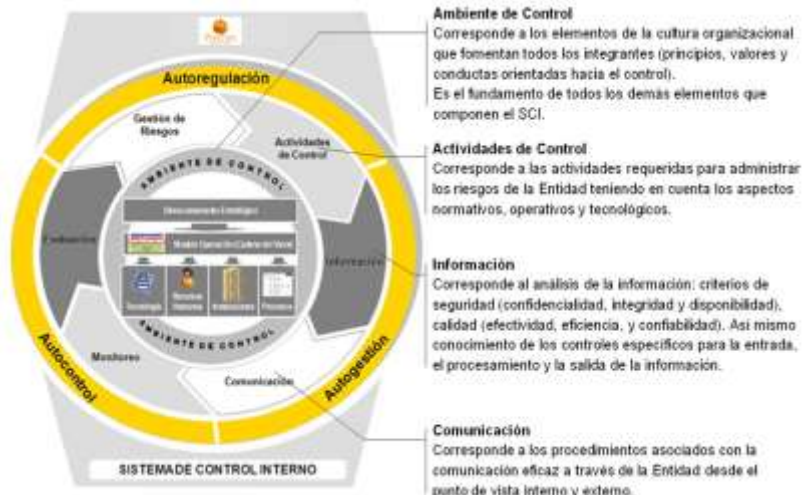 Autoregulación
Gestión de
Riesgos
Actividades
de Control
AMBIENTE DE CONTROL
Evaluación
Información
Direccionamiento Estratégico
Modelo Operación (Cadena de Valor)
Tecnología
Procesos
AMBIENTE DE CONTROL
Monitoreo
Comunicación
Autocontrol
Autogestión
SISTEMA DE CONTROL INTERNO
Ambiente de Control
Corresponde a los elementos de la cultura organizacional
que fomentan todos los integrantes (principios, valores y
conductas orientadas hacia el control).
Es el fundamento de todos los demás elementos que
componen el SCI.
Actividades de Control
Corresponde a las actividades requeridas para administrar
los riesgos de la Entidad teniendo en cuenta los aspectos
normativos, operativos y tecnológicos.
Información
Corresponde al análisis de la información: criterios de
seguridad (confidencialidad, integridad y disponibilidad),
calidad (efectividad, eficiencia, y confiabilidad). Así mismo
conocimiento de los controles específicos para la entrada,
el procesamiento y la salida de la información.
Comunicación
Corresponde a los procedimientos asociados con la
comunicación eficaz a través de la Entidad desde el
punto de vista interno y externo.